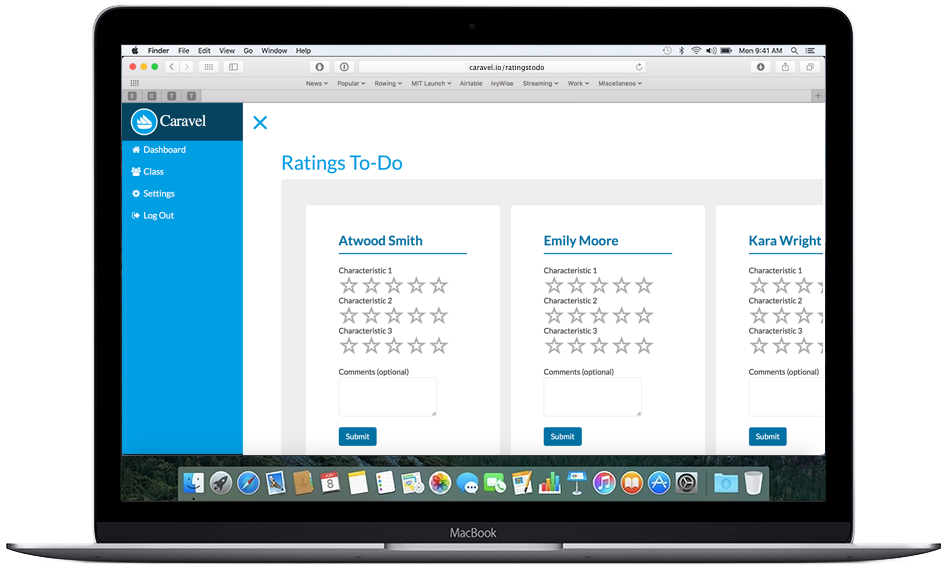 Finder File Edit View Go Window Help Mon 9:41 AM
caravel.io/ratingstodo
News Popular Rowing MIT Launch Airtable IvyWise Streaming Work Miscellaneos
E C T T
Caravel
Dashboard
Class
Settings
Log Out
Ratings To-Do
Atwood Smith Emily Moore Kara Wright
Characteristic 1 Characteristic 1 Characteristic 1
Characteristic 2 Characteristic 2 Characteristic 2
Characteristic 3 Characteristic 3 Characteristic 3
Comments (optional) Comments (optional) Comments (optional)
Submit Submit Submit
JUN
8
MacBook